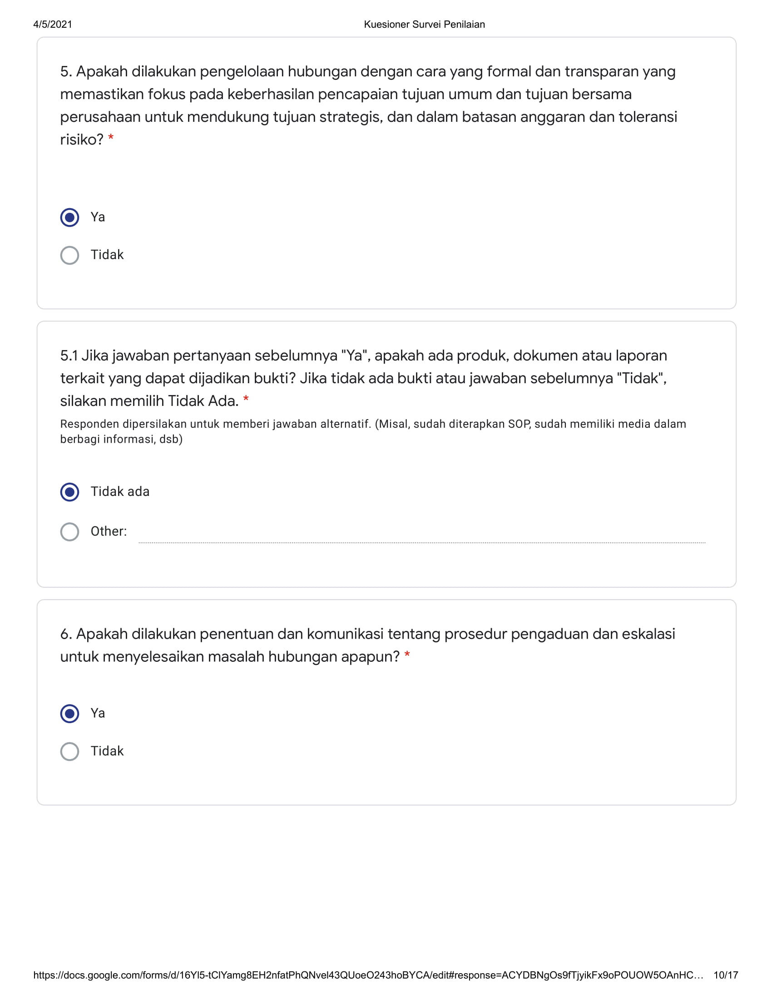 4/5/2021 Kuesioner Survei Penilaian
5. Apakah dilakukan pengelolaan hubungan dengan cara yang formal dan transparan yang
memastikan fokus pada keberhasilan pencapaian tujuan umum dan tujuan bersama
perusahaan untuk mendukung tujuan strategis, dan dalam batasan anggaran dan toleransi
risiko? *
Ya
Tidak
5.1 Jika jawaban pertanyaan sebelumnya "Ya", apakah ada produk, dokumen atau laporan
terkait yang dapat dijadikan bukti? Jika tidak ada bukti atau jawaban sebelumnya "Tidak",
silakan memilih Tidak Ada. *
Responden dipersilakan untuk memberi jawaban alternatif. (Misal, sudah diterapkan SOP, sudah memiliki media dalam
berbagi informasi, dsb)
Tidak ada
Other:
6. Apakah dilakukan penentuan dan komunikasi tentang prosedur pengaduan dan eskalasi
untuk menyelesaikan masalah hubungan apapun? *
Ya
Tidak
https://docs.google.com/forms/d/16Yl5-tClYamg8EH2nfatPhQNvel43QUoeO243hoBYCA/edit#response=ACYDBNgOs9fTjyikFx9oPOUOW5OAnHC… 10/17